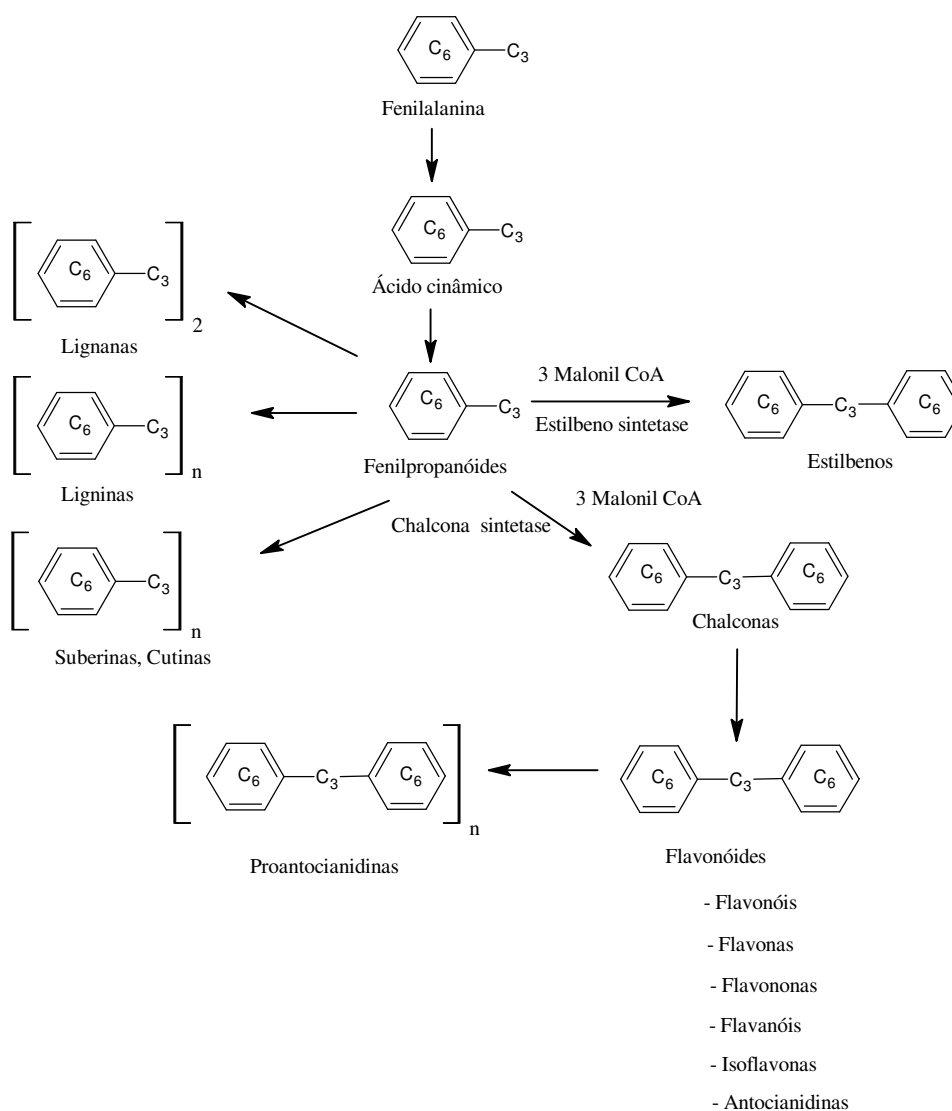 C6
C3
Fenilalanina
C6
C3
Ácido cinâmico
C6
C3
2
Lignanas
C6
C3
n
Ligninas
C6
C3
Fenilpropanóides
3 Malonil CoA
Estilbeno sintetase
C6
C3
C6
Estilbenos
3 Malonil CoA
Chalcona sintetase
C6
C3
n
Suberinas, Cutinas
C6
C3
C6
Chalconas
C6
C3
C6
n
Proantocianidinas
C6
C3
C6
Flavonóides
- Flavonóis
- Flavonas
- Flavononas
- Flavanóis
- Isoflavonas
- Antocianidinas